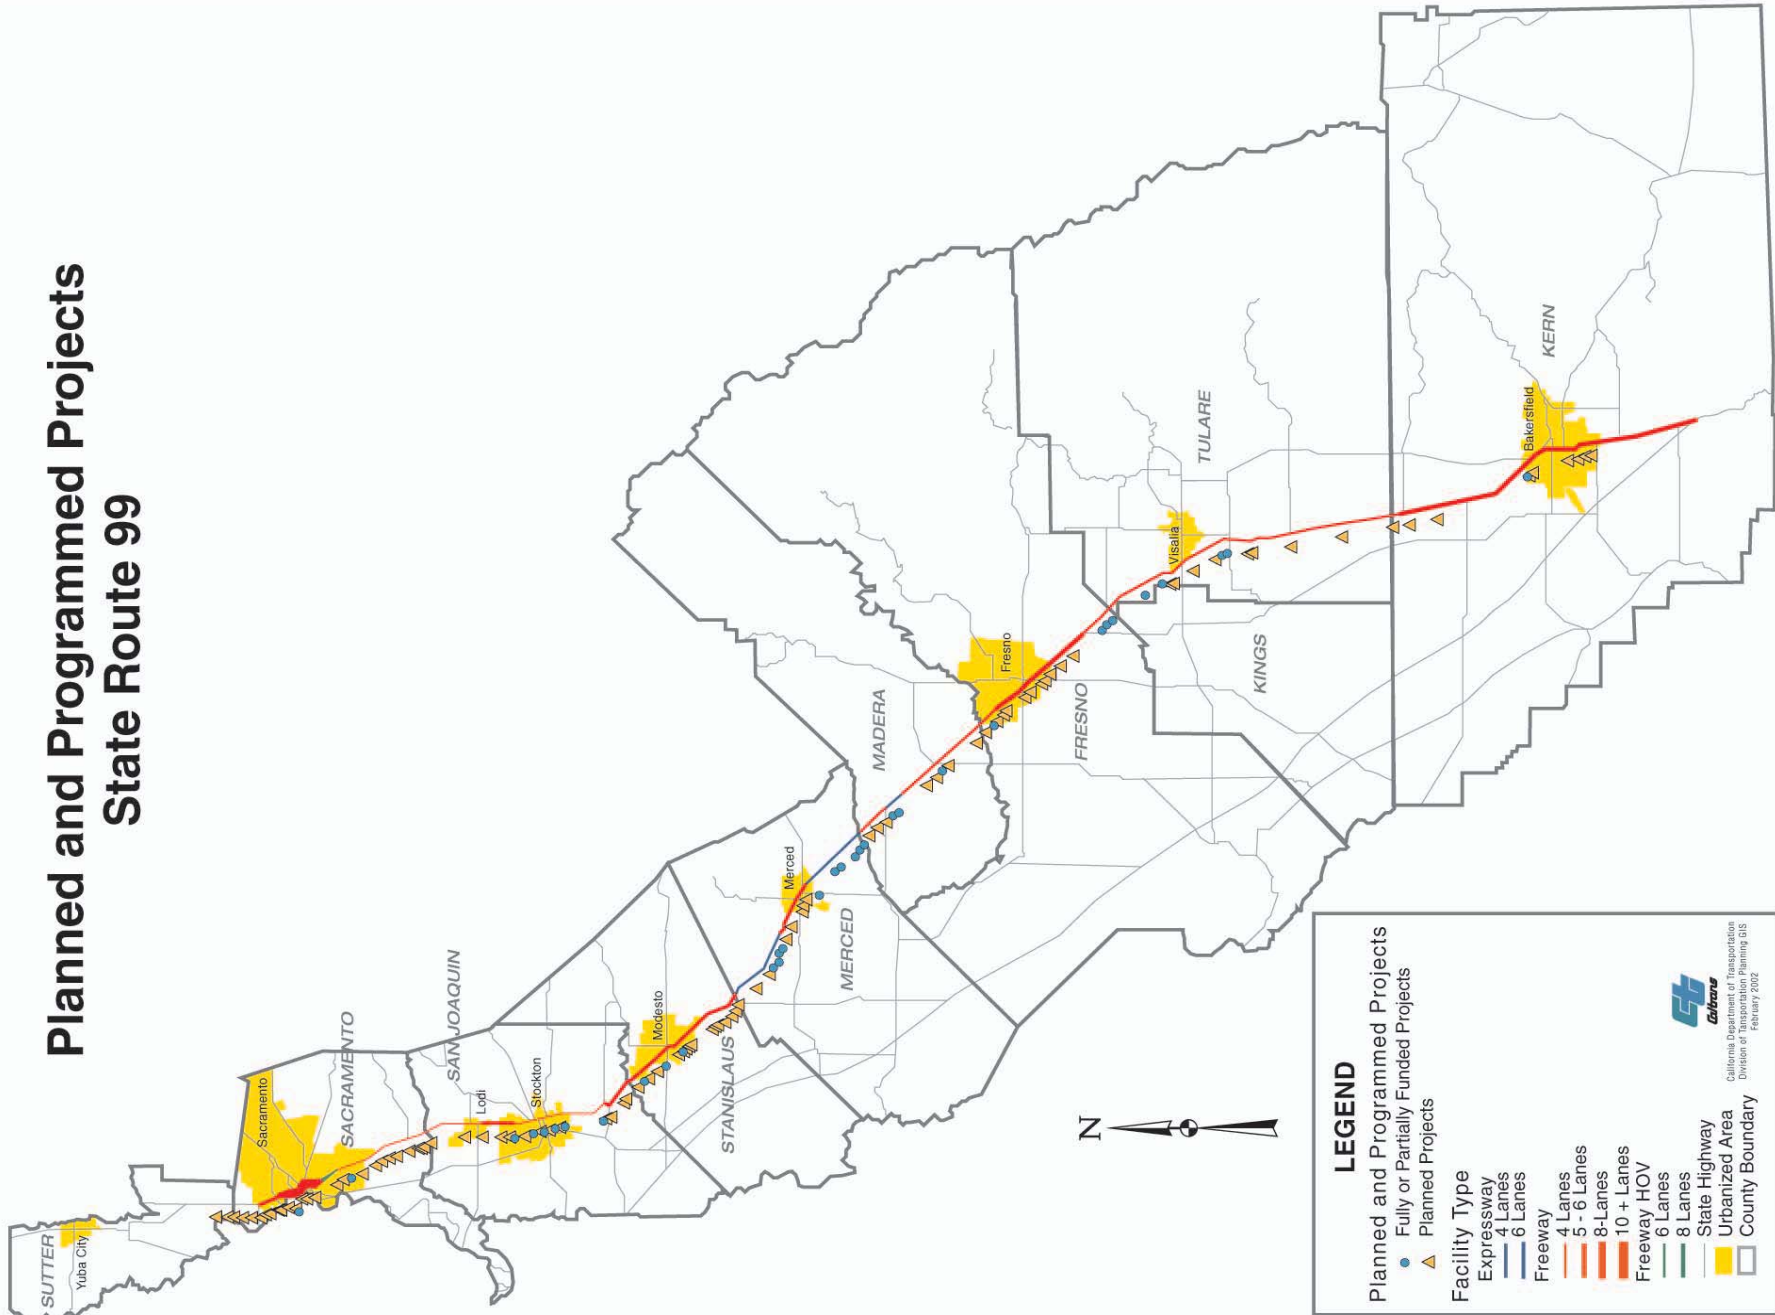 Planned and Programmed Projects
State Route 99
SUTTER
Yuba City
Sacramento
SACRAMENTO
SAN JOAQUIN
Lodi
Stockton
Modesto
STANISLAUS
Merced
MERCED
MADERA
Fresno
FRESNO
Visalia
TULARE
KINGS
Bakersfield
KERN
N
LEGEND
Planned and Programmed Projects
Fully or Partially Funded Projects
Planned Projects
Facility Type
Expressway
4 Lanes
6 Lanes
Freeway
4 Lanes
5 - 6 Lanes
8-Lanes
10 + Lanes
Freeway HOV
6 Lanes
8 Lanes
State Highway
Urbanized Area
County Boundary
ct
Caltrans
California Department of Transportation
Division of Tansportation Planning GIS
February 2002